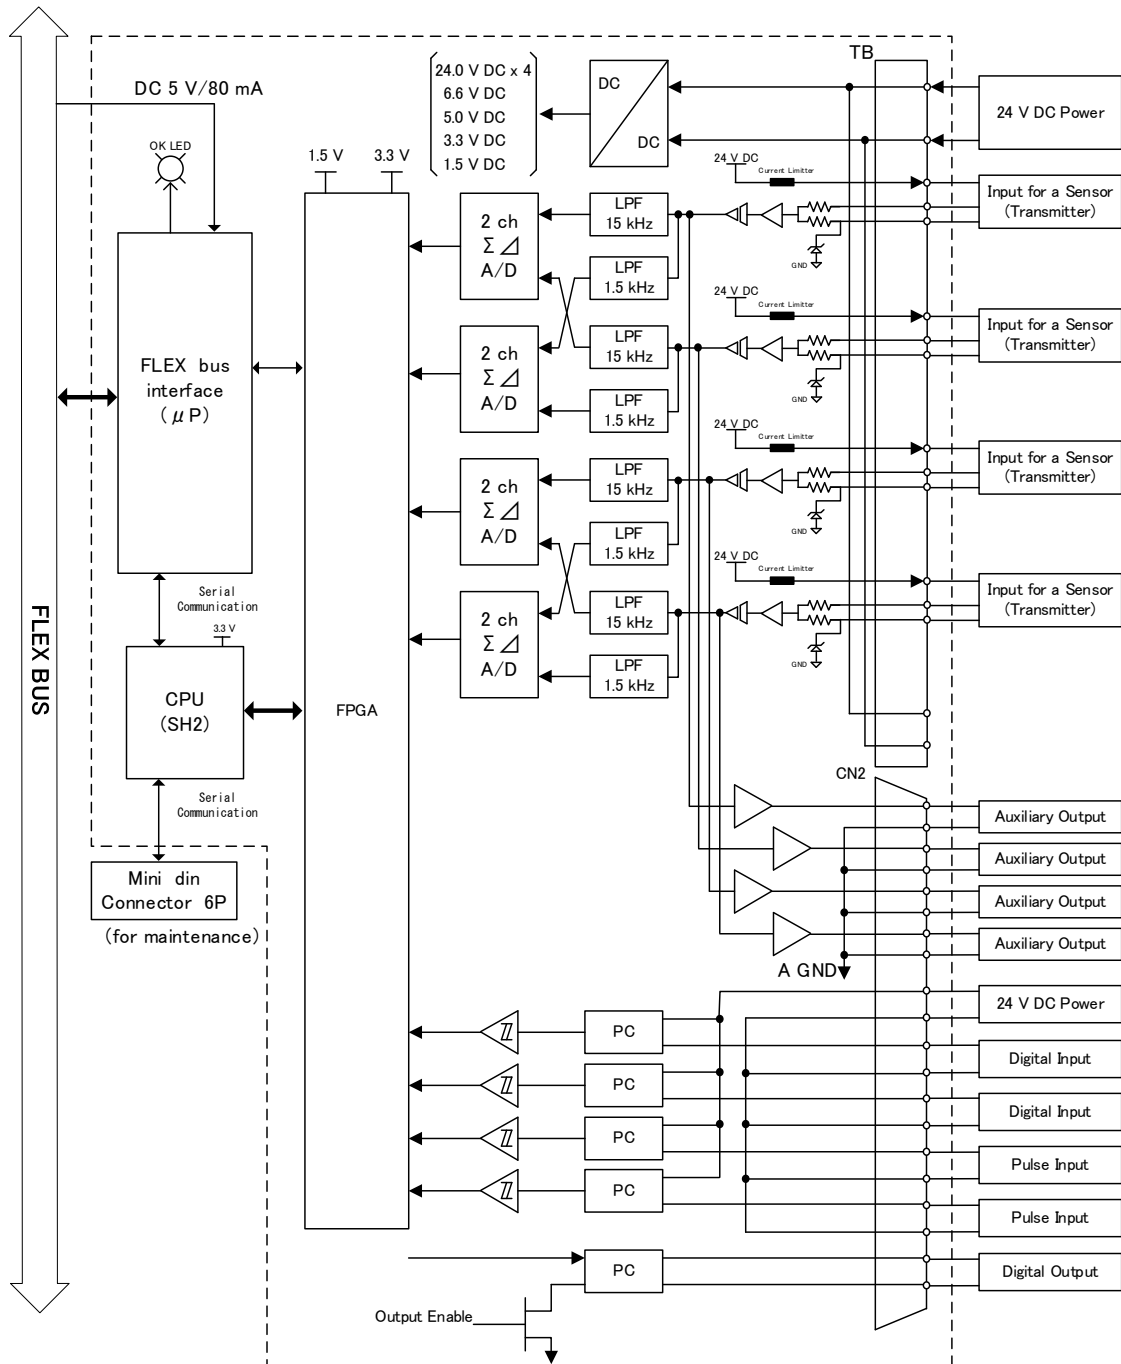 TB
24.0 V DC x 4
6.6 V DC
5.0 V DC
3.3 V DC
1.5 V DC
DC
DC
24 V DC Power
DC 5 V/80 mA
OK LED
1.5 V
3.3 V
24 V DC
Current Limitter
Input for a Sensor
(Transmitter)
GND
2 ch
Σ ⊿
A/D
LPF
15 kHz
LPF
1.5 kHz
24 V DC
Current Limitter
Input for a Sensor
(Transmitter)
GND
2 ch
Σ ⊿
A/D
LPF
15 kHz
LPF
1.5 kHz
FLEX bus
interface
(μP)
24 V DC
Current Limitter
Input for a Sensor
(Transmitter)
GND
2 ch
Σ ⊿
A/D
LPF
15 kHz
LPF
1.5 kHz
24 V DC
Current Limitter
Input for a Sensor
(Transmitter)
GND
2 ch
Σ ⊿
A/D
LPF
15 kHz
LPF
1.5 kHz
Serial
Communication
3.3 V
FLEX BUS
CPU
(SH2)
FPGA
Serial
Communication
Mini din
Connector 6P
(for maintenance)
CN2
Auxiliary Output
Auxiliary Output
Auxiliary Output
Auxiliary Output
A GND
24 V DC Power
PC
Digital Input
PC
Digital Input
PC
Pulse Input
PC
Pulse Input
PC
Digital Output
Output Enable